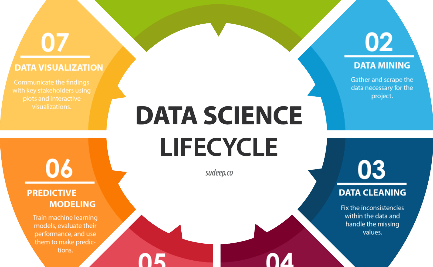 07
DATA VISUALIZATION
Communicate the findings
with key stakeholders using
plots and interactive
visualizations.
02
DATA MINING
Gather and scrape the
data necessary for the
project.
DATA SCIENCE
LIFECYCLE
sudeep.co
06
PREDICTIVE
MODELING
Train machine learning
models, evaluate their
performance, and use
them to make predic-
tions.
03
DATA CLEANING
Fix the inconsistencies
within the data and
handle the missing
values.
05
04